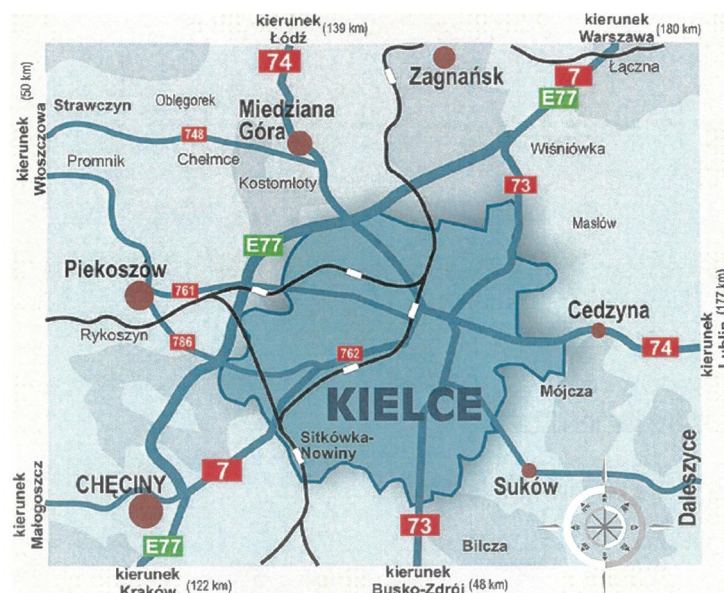 kierunek
Łódź (139 km)
kierunek
Warszawa (180 km)
74
Zagnańsk
7
Łączna
E77
kierunek
Włoszczowa (50 km)
Strawczyn
Oblęgorek
Miedziana
Góra
748
Promnik
Chełmce
Wiśniówka
Kostomłoty
73
Masłów
E77
Piekoszów
761
Cedzyna
kierunek
Lublin (177 km)
Rykoszyn
786
762
74
KIELCE
Mójcza
Sitkówka-
Nowiny
7
CHĘCINY
kierunek
Małogoszcz
Suków
Daleszyce
73
E77
Bilcza
kierunek
Kraków (122 km)
kierunek
Busko-Zdrój (48 km)